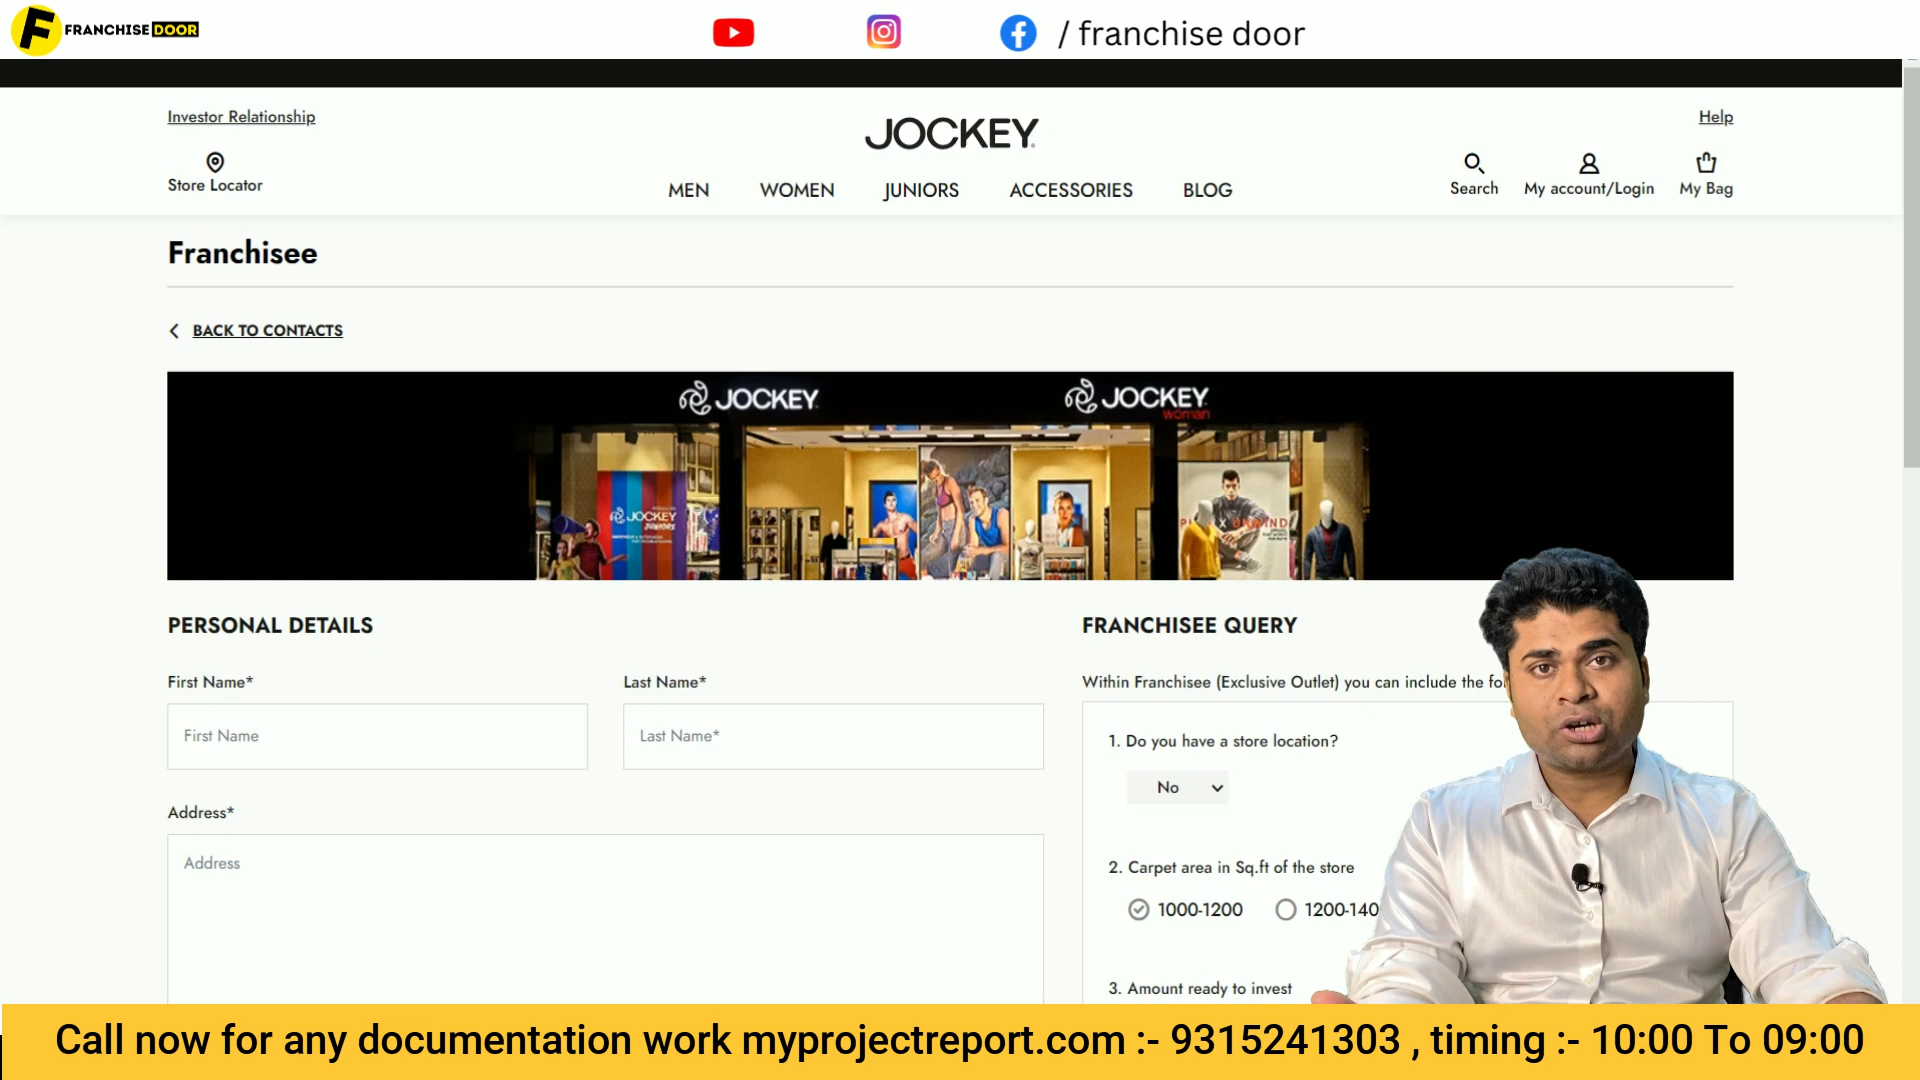 FRANCHISE DOOR
/ franchise door
Investor Relationship
JOCKEY
Help
Store Locator
MEN WOMEN JUNIORS ACCESSORIES BLOG
Search My account/Login My Bag
Franchisee
BACK TO CONTACTS
JOCKEY
JOCKEY
woman
JOCKEY
JUNIORS
PERSONAL DETAILS
First Name* Last Name*
First Name Last Name*
Address*
Address
FRANCHISEE QUERY
Within Franchisee (Exclusive Outlet) you can include the fo
1. Do you have a store location?
No
2. Carpet area in Sq.ft of the store
1000-1200 1200-140
3. Amount ready to invest
Call now for any documentation work myprojectreport.com :- 9315241303 , timing :- 10:00 To 09:00